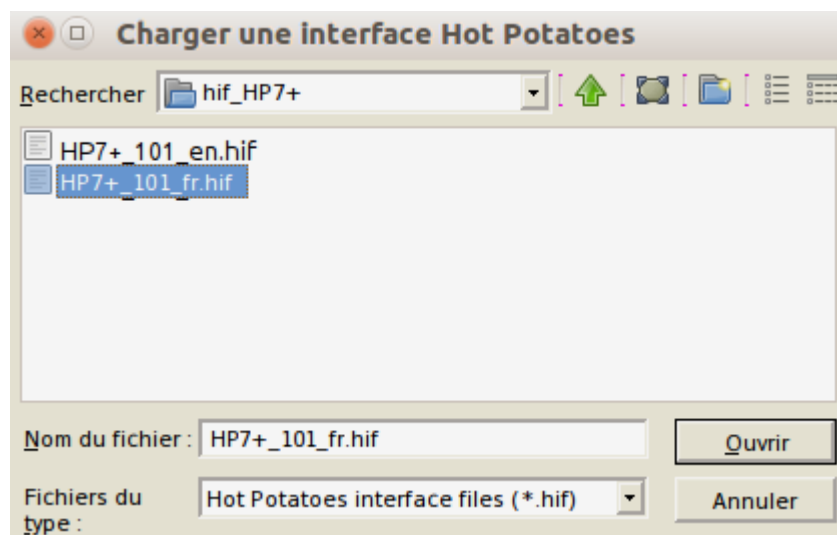 Charger une interface Hot Potatoes
Rechercher hif_HP7+
HP7+_101_en.hif
HP7+_101_fr.hif
Nom du fichier : HP7+_101_fr.hif Ouvrir
Fichiers du type : Hot Potatoes interface files (*.hif) Annuler